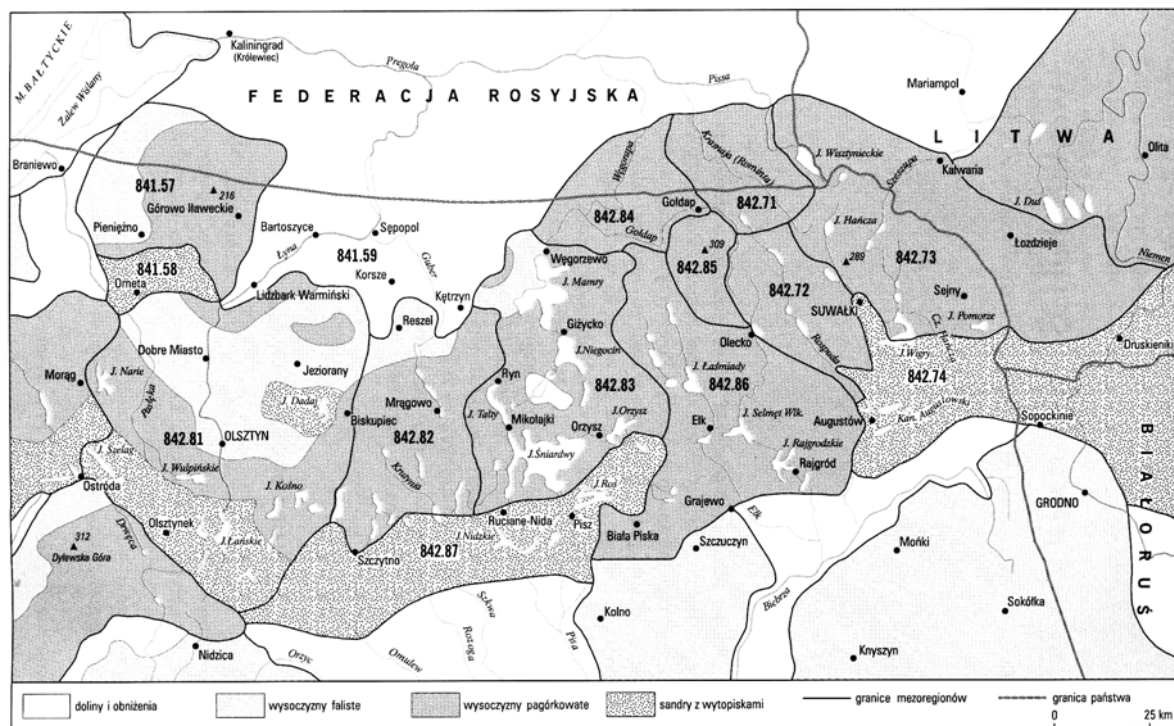 M. BAŁTYCKIE
Zalew Wiślany
Kaliningrad
(Królewiec)
Pregoła
Pissa
FEDERACJA ROSYJSKA
Mariampol
LITWA
Olita
Braniewo
841.57
216
Górowo Iławeckie
Pieniężno
Węgorapa
Kramaja (Rominta)
J. Wisztynieckie
Szeszupa
Kalwaria
J. Duś
Niemen
Bartoszyce
Sępopol
Łyna
841.59
Guber
Korsze
842.84
Gołdap
Gołdap
842.71
J. Hańcza
842.73
Łozdzieje
841.58
Orneta
Lidzbark Warmiński
Kętrzyn
Węgorzewo
J. Mamry
309
842.85
289
842.72
SUWAŁKI
Sejny
J. Pomorze
Cz. Hańcza
Reszel
Giżycko
Olecko
Rospuda
J. Wigry
842.74
Druskieniki
Dobre Miasto
Jeziorany
J. Niegocin
J. Łaśmiady
842.86
Morąg
J. Narie
Pasłęka
J. Dadaj
Biskupiec
Mrągowo
842.82
Ryn
J. Tałty
Mikołajki
842.83
J. Orzysz
Orzysz
Ełk
J. Selmęt Wlk.
Augustów
Kan. Augustowski
Sopockinie
842.81
OLSZTYN
J. Szeląg
J. Wulpińskie
Ostróda
J. Kośno
Krutynia
J. Śniardwy
J. Roś
J. Rajgrodzkie
Rajgród
BIAŁORUŚ
GRODNO
312
Dylewska Góra
Drwęca
Olsztynek
J. Łańskie
Szczytno
842.87
Ruciane-Nida
J. Nidzkie
Pisz
Biała Piska
Grajewo
Ełk
Szczuczyn
Mońki
Biebrza
Sokółka
Nidzica
Orzyc
Omulew
Rozoga
Szkwa
Pisa
Kolno
Knyszyn
doliny i obniżenia
wysoczyzny faliste
wysoczyzny pagórkowate
sandry z wytopiskami
granice mezoregionów
granica państwa
0 25 km